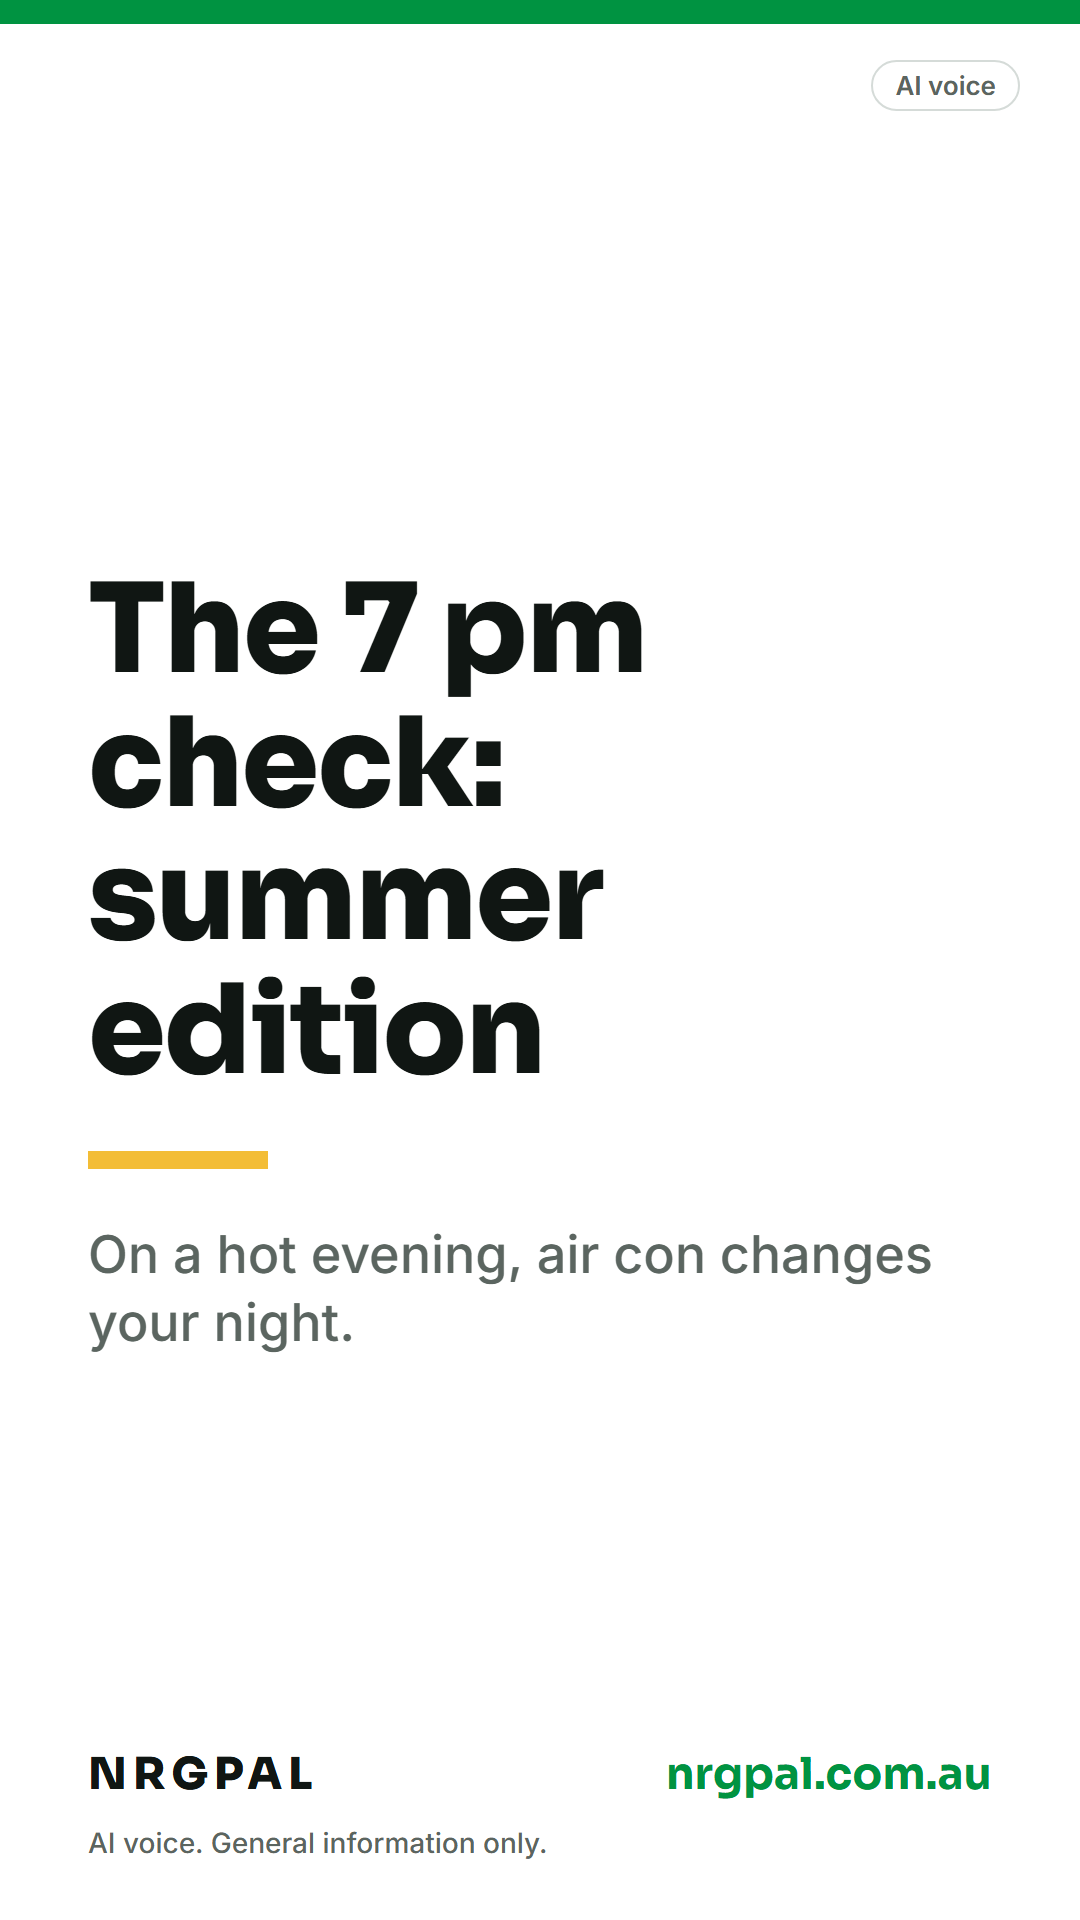 AI voice
The 7 pm
check:
summer
edition
On a hot evening, air con changes
your night.
NRGPAL
nrgpal.com.au
AI voice. General information only.